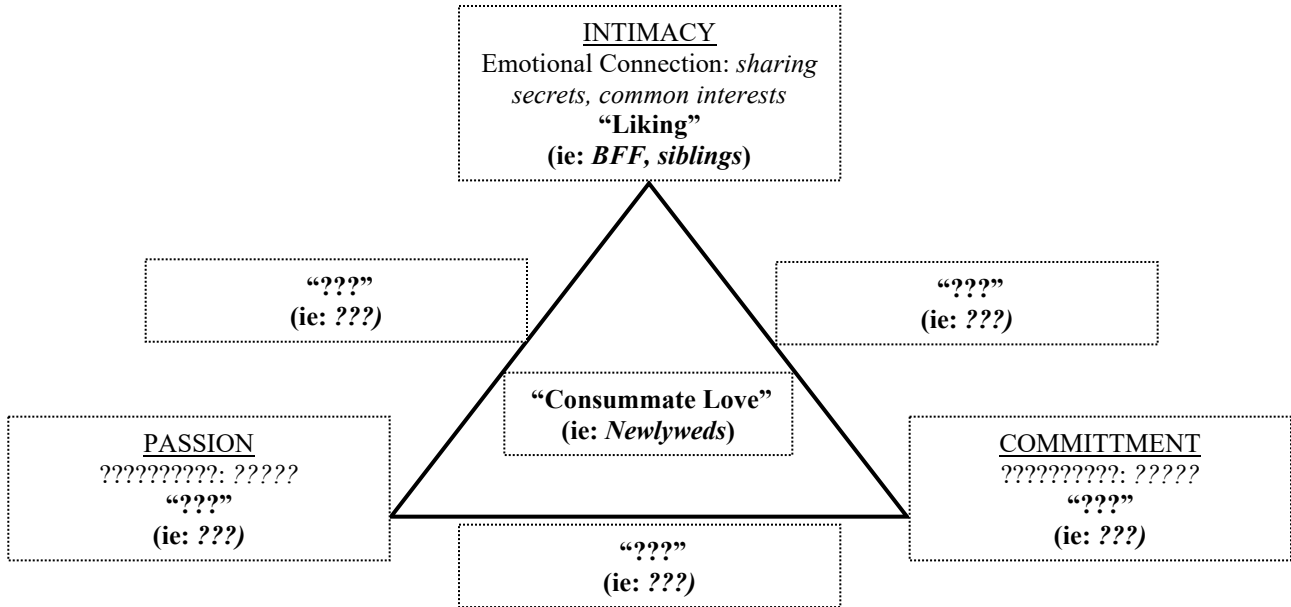 INTIMACY
Emotional Connection: sharing
secrets, common interests
“Liking”
(ie: BFF, siblings)
“???”
(ie: ???)
“???”
(ie: ???)
“Consummate Love”
(ie: Newlyweds)
PASSION
??????????: ?????
“???”
(ie: ???)
COMMITTMENT
??????????: ?????
“???”
(ie: ???)
“???”
(ie: ???)